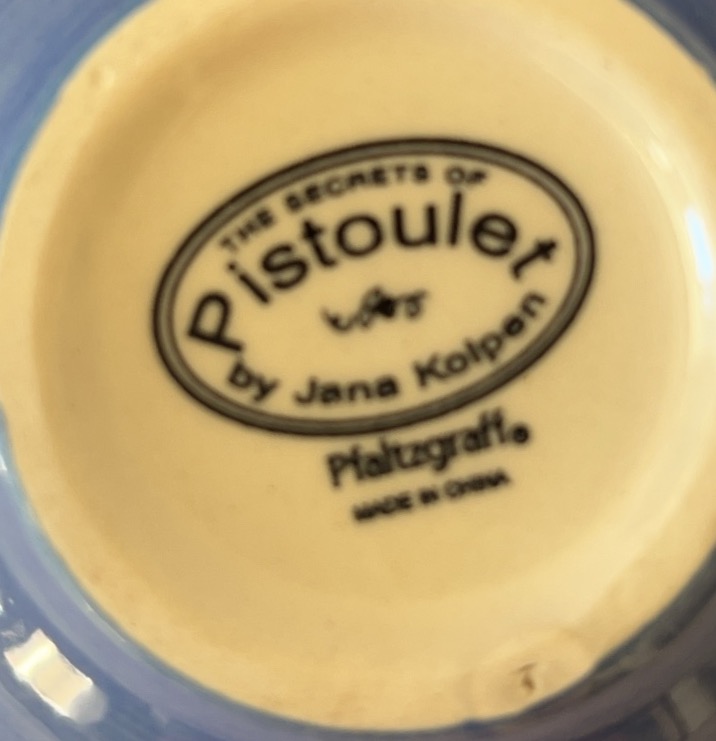 THE SECRETS OF
Pistoulet
by Jana Kolpen
Pfaltzgraff®
MADE IN CHINA